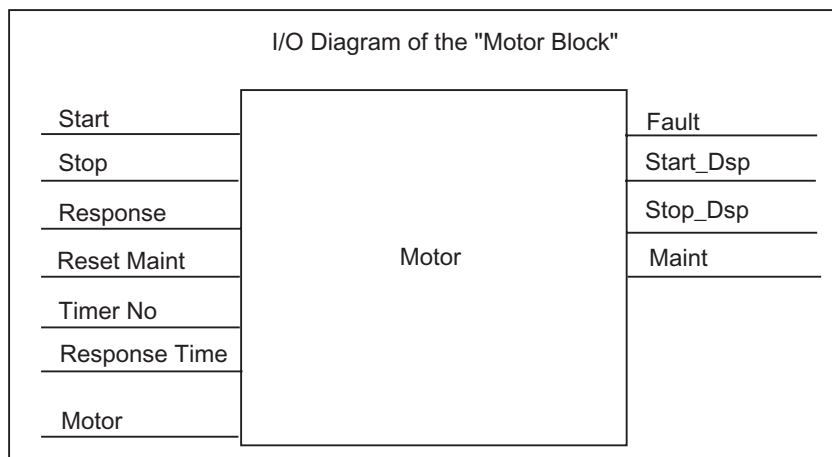 I/O Diagram of the "Motor Block"
Start
Stop
Response
Reset Maint
Timer No
Response Time
Motor
Motor
Fault
Start_Dsp
Stop_Dsp
Maint